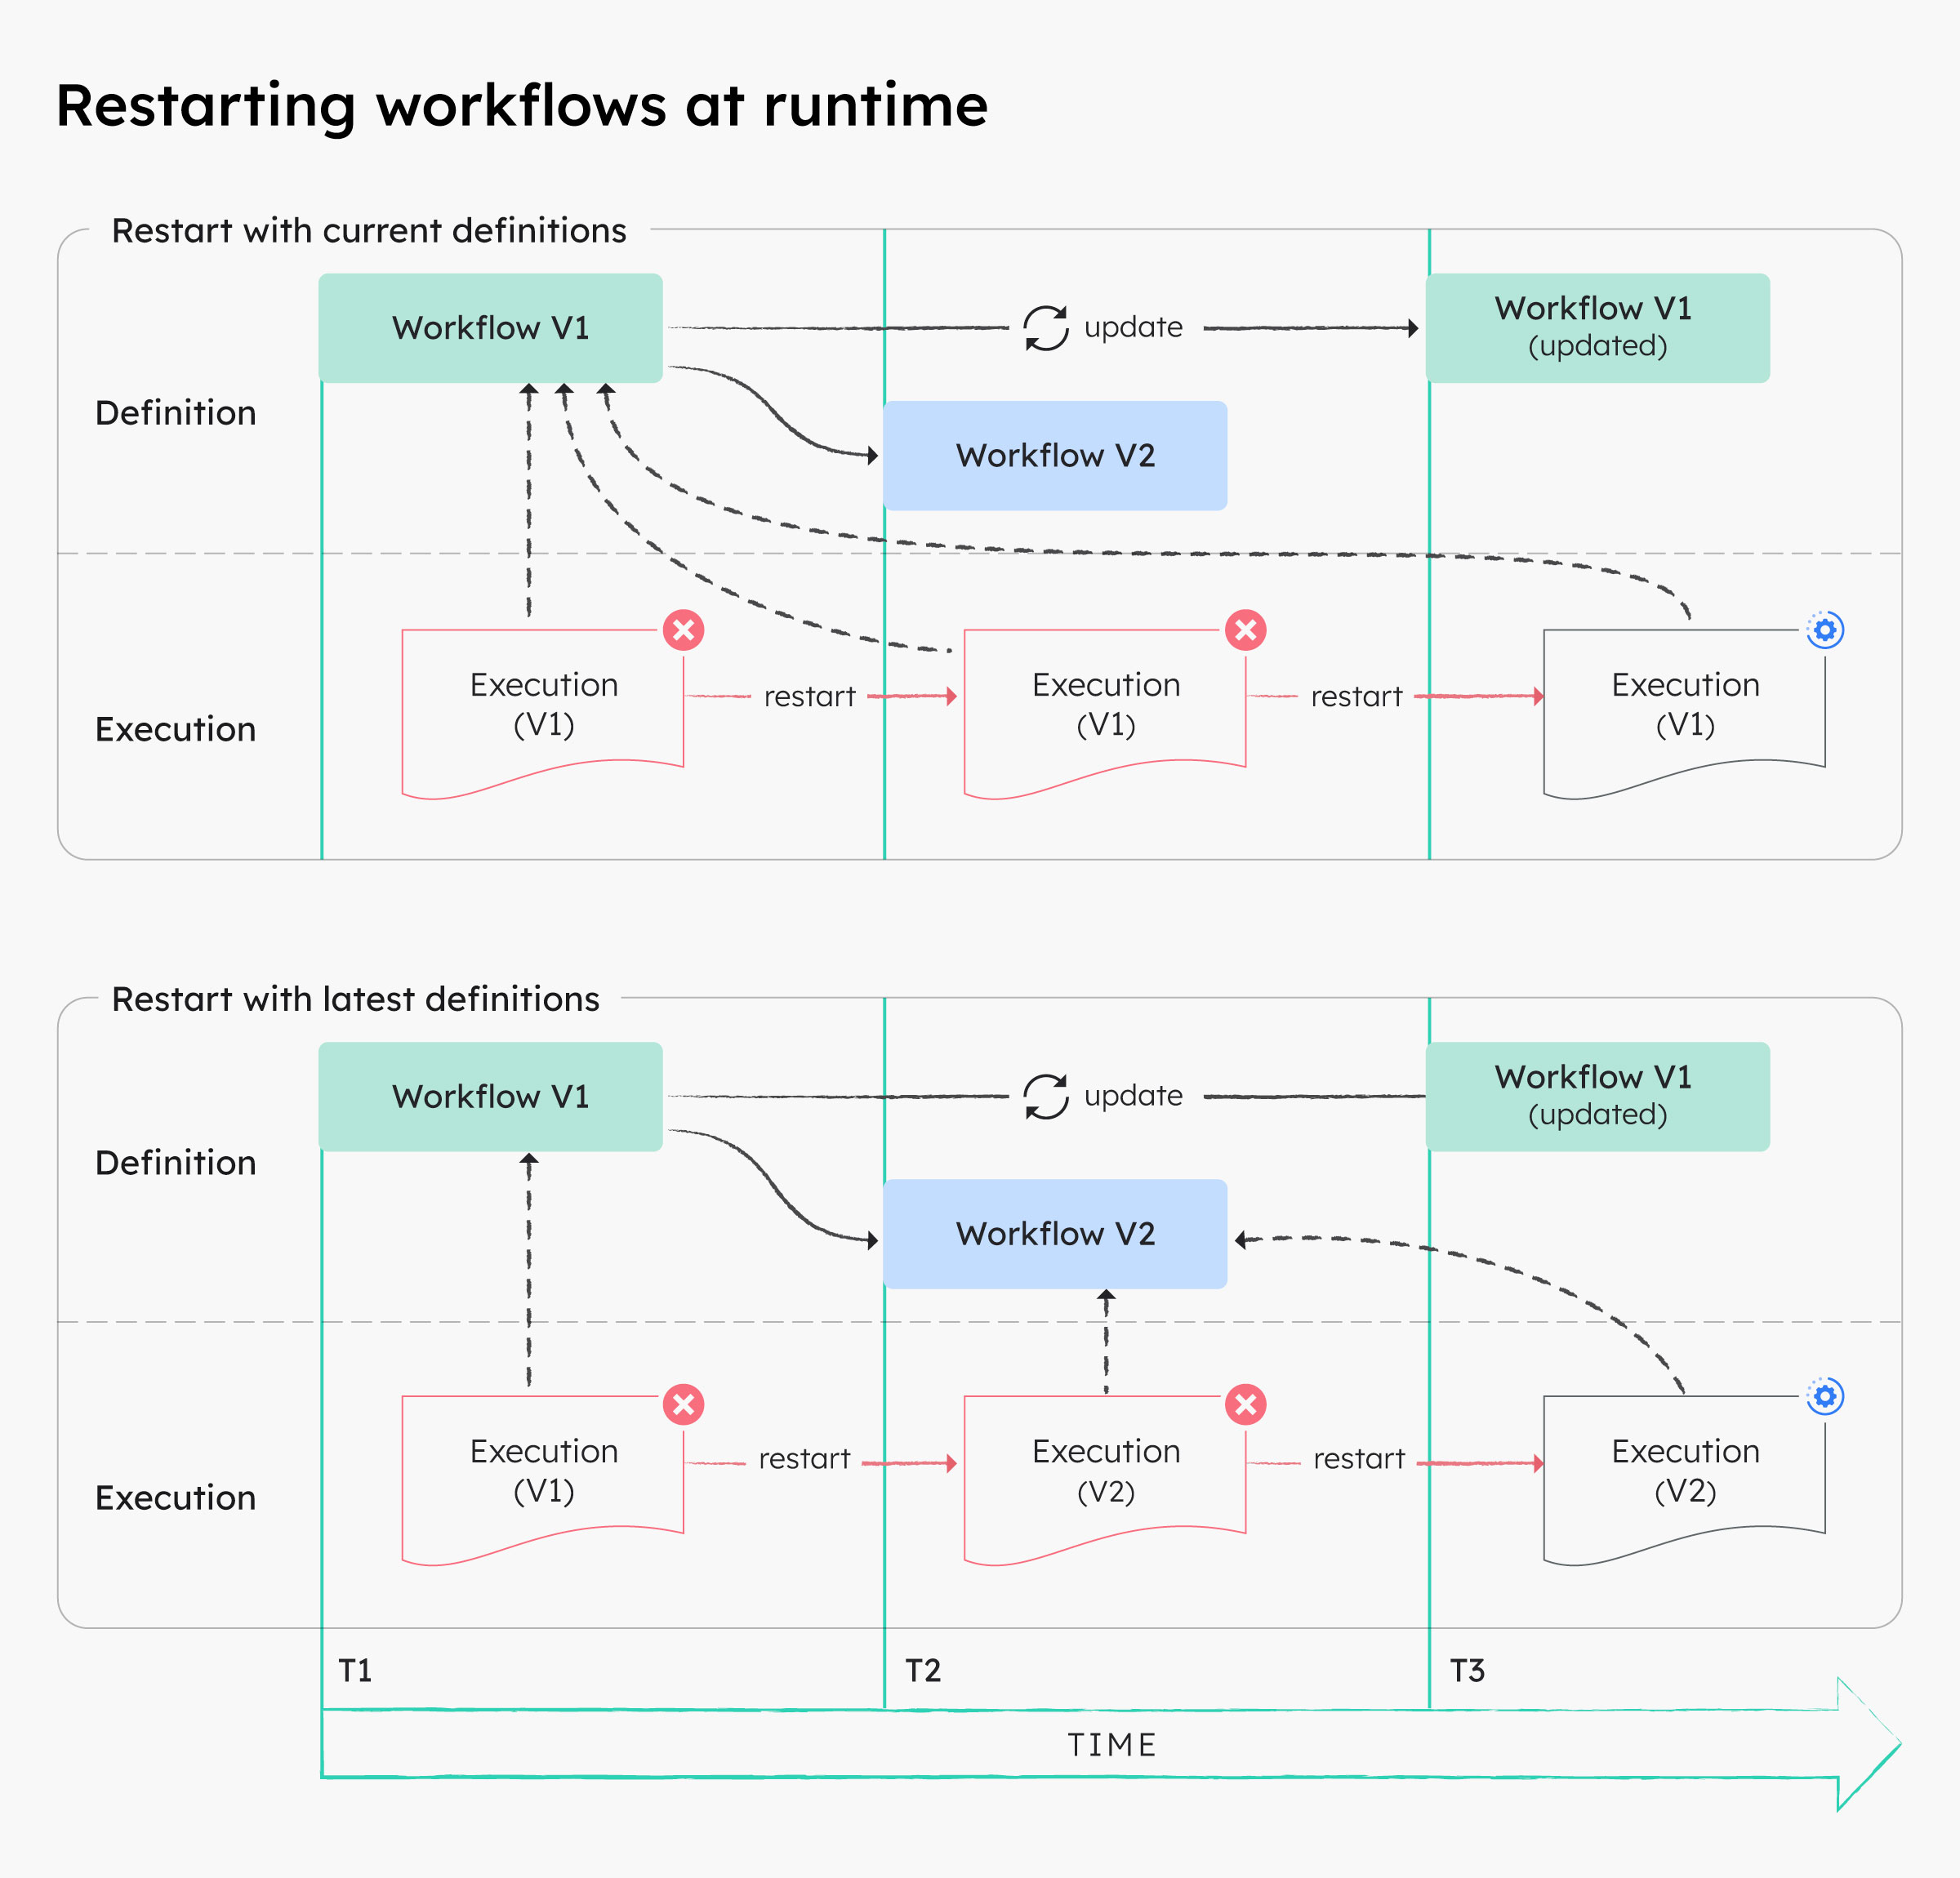 Restarting workflows at runtime
Restart with current definitions
Workflow V1
update
Workflow V1
(updated)
Definition
Workflow V2
Execution
Execution
(V1)
restart
Execution
(V1)
restart
Execution
(V1)
Restart with latest definitions
Workflow V1
update
Workflow V1
(updated)
Definition
Workflow V2
Execution
Execution
(V1)
restart
Execution
(V2)
restart
Execution
(V2)
T1
T2
T3
TIME